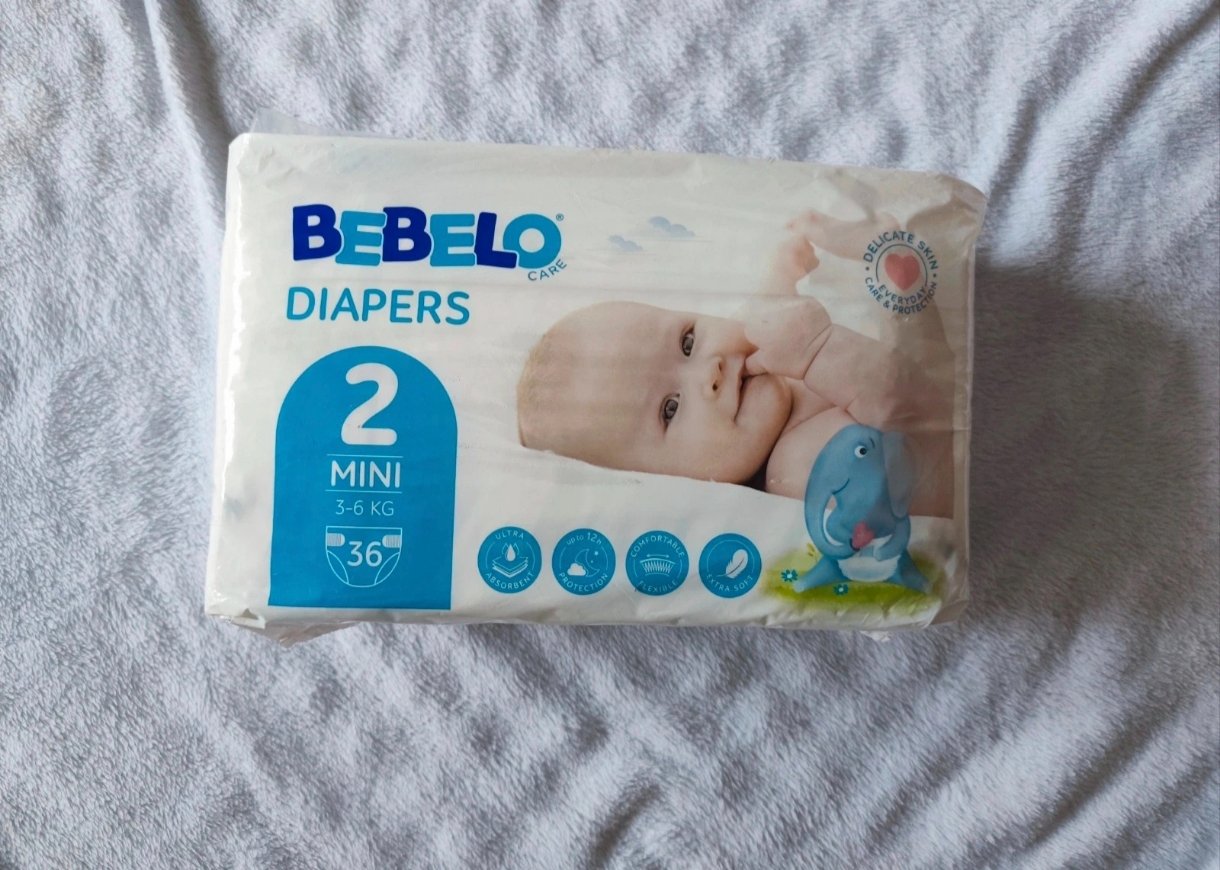 BEBELO®
CARE
DIAPERS
DELICATE SKIN
EVERYDAY
CARE & PROTECTION
2
MINI
3-6 KG
36
ULTRA
ABSORBENT
up to 12h
PROTECTION
COMFORTABLE
FLEXIBLE
EXTRA SOFT